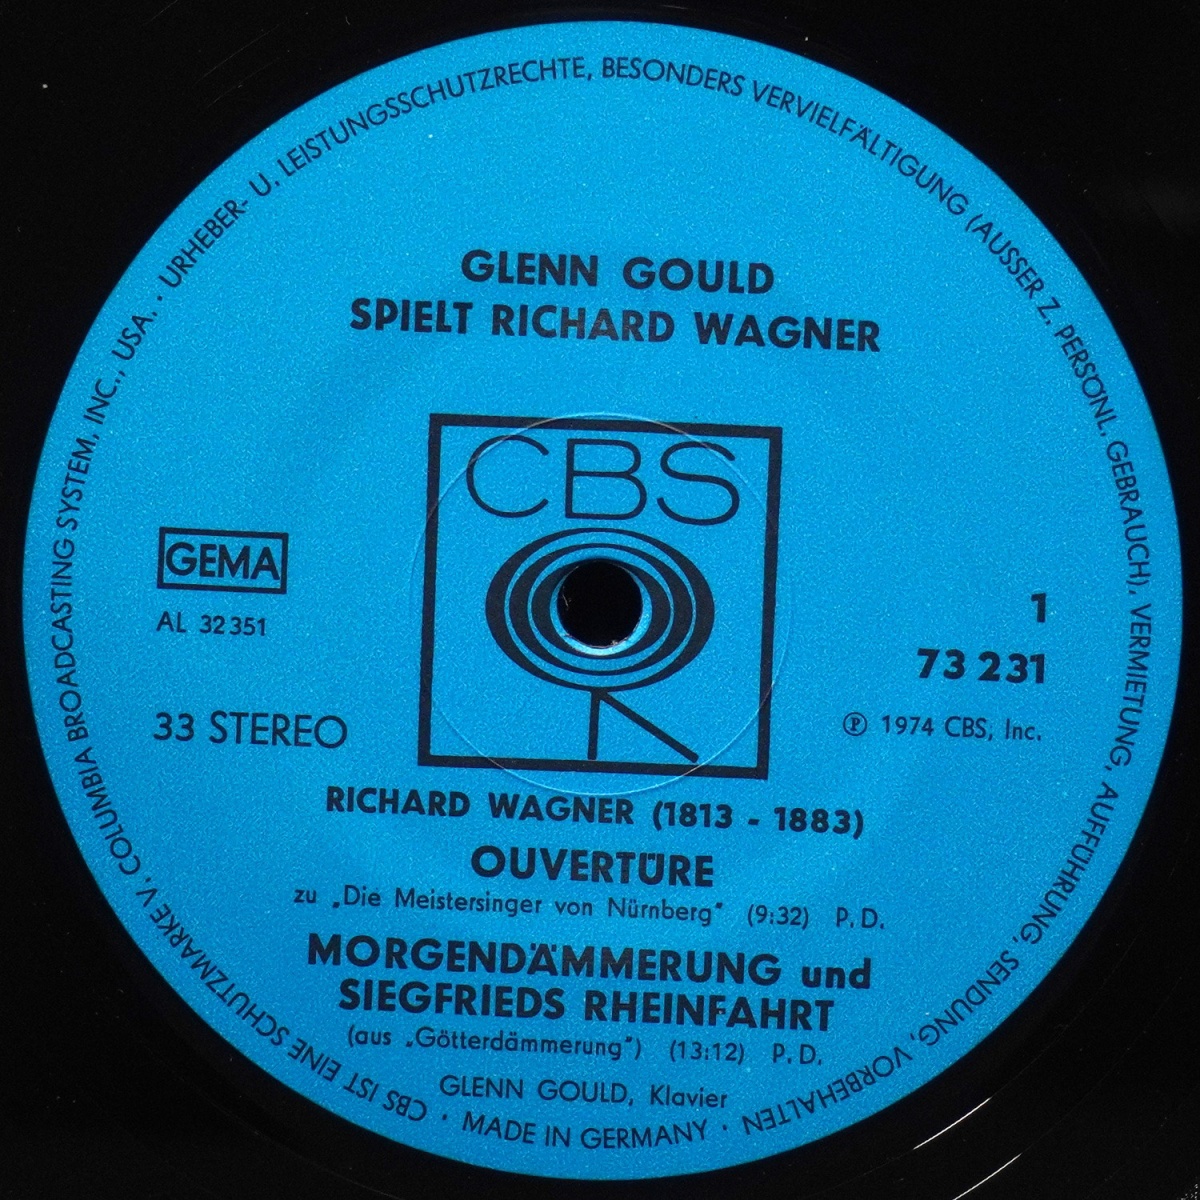 URHEBER- U. LEISTUNGSSCHUTZRECHTE, BESONDERS VERVIELFÄLTIGUNG (AUSSER Z. PERSÖNL. GEBRAUCH), VERMIETUNG, AUFFÜHRUNG, SENDUNG, VORBEHALTEN ·
GLENN GOULD
SPIELT RICHARD WAGNER
CBS
GEMA
AL 32351
33 STEREO
1
73 231
℗ 1974 CBS, Inc.
RICHARD WAGNER (1813 - 1883)
OUVERTÜRE
zu „Die Meistersinger von Nürnberg" (9:32) P.D.
MORGENDÄMMERUNG und
SIEGFRIEDS RHEINFAHRT
(aus „Götterdämmerung") (13:12) P.D.
GLENN GOULD, Klavier
MADE IN GERMANY ·
CBS IST EINE SCHUTZMARKE V. COLUMBIA BROADCASTING SYSTEM, INC., USA. ·